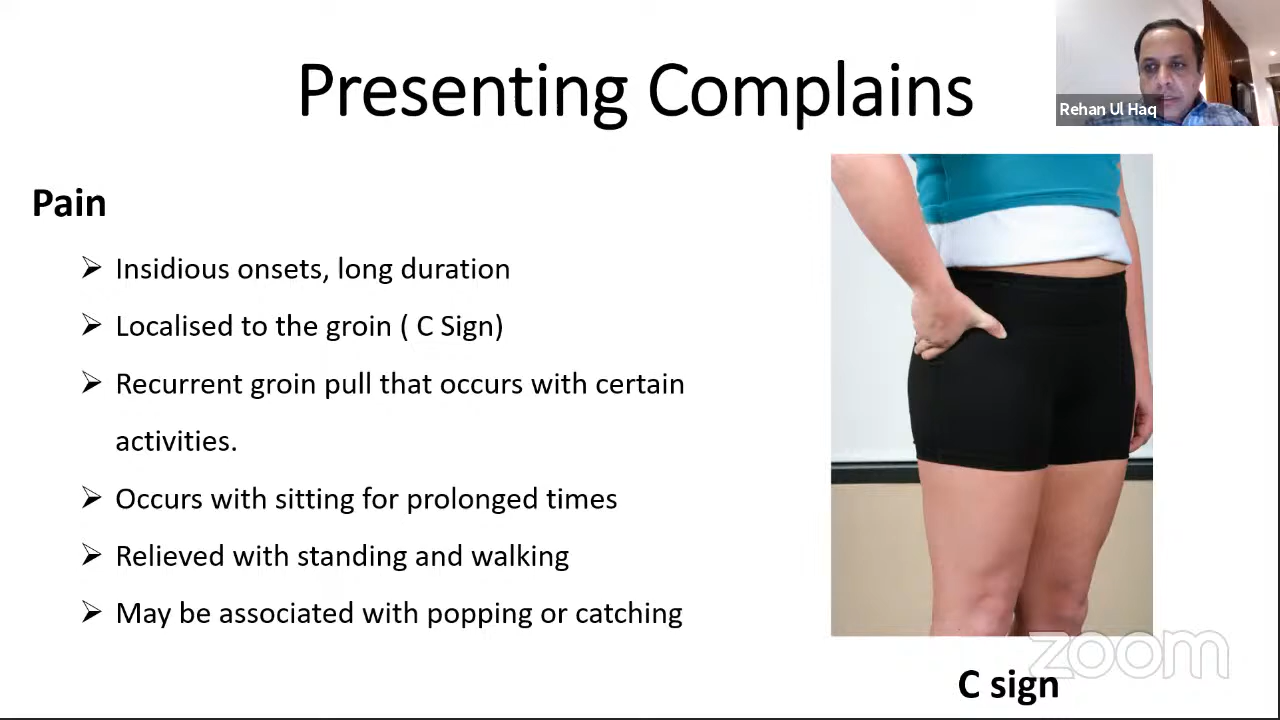 Presenting Complains
Rehan Ul Haq
Pain
➢ Insidious onsets, long duration
➢ Localised to the groin ( C Sign)
➢ Recurrent groin pull that occurs with certain
activities.
➢ Occurs with sitting for prolonged times
➢ Relieved with standing and walking
➢ May be associated with popping or catching
zoom
C sign